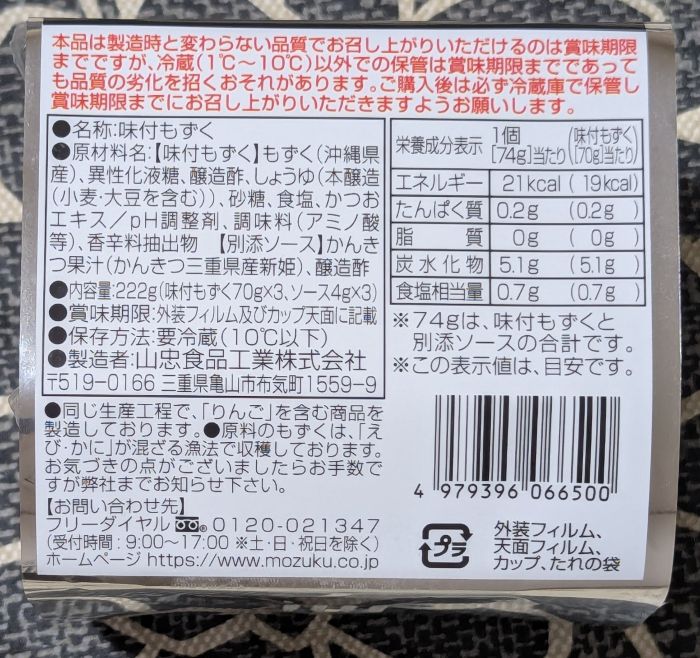 本品は製造時と変わらない品質でお召し上がりいただけるのは賞味期限
までですが、冷蔵(1℃～10℃)以外での保管は賞味期限までであって
も品質の劣化を招くおそれがあります。ご購入後は必ず冷蔵庫で保管し
賞味期限までにお召し上がりいただきますようお願いします。
●名称:味付もずく
●原材料名:【味付もずく】もずく(沖縄県
産)、異性化液糖、醸造酢、しょうゆ(本醸造
(小麦・大豆を含む))、砂糖、食塩、かつお
エキス／pH調整剤、調味料(アミノ酸
等)、香辛料抽出物 【別添ソース】かんき
つ果汁(かんきつ三重県産新姫)、醸造酢
●内容量:222g(味付もずく70g×3、ソース4g×3)
●賞味期限:外装フィルム及びカップ天面に記載
●保存方法:要冷蔵(10℃以下)
●製造者:山忠食品工業株式会社
〒519-0166 三重県亀山市布気町1559-9
●同じ生産工程で、「りんご」を含む商品を
製造しております。●原料のもずくは、「え
び・かに」が混ざる漁法で収穫しております。
お気づきの点がございましたらお手数で
すが弊社までお知らせ下さい。
【お問い合わせ先】
フリーダイヤル 0120-021347
(受付時間:9:00～17:00 ※土・日・祝日を除く)
ホームページ https://www.mozuku.co.jp
栄養成分表示 1個[74g]当たり (味付もずく[70g]当たり)
エネルギー 21kcal (19kcal)
たんぱく質 0.2g (0.2g)
脂質 0g (0g)
炭水化物 5.1g (5.1g)
食塩相当量 0.7g (0.7g)
※74gは、味付もずくと
別添ソースの合計です。
※この表示値は、目安です。
4 979396 066500
プラ
外装フィルム、
天面フィルム、
カップ、たれの袋